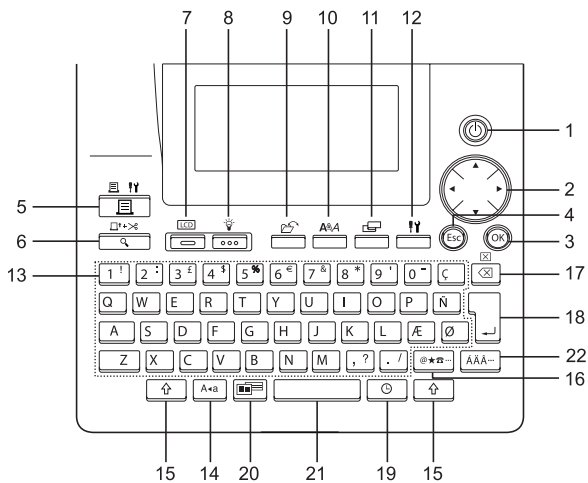 7 8 9 10 11 12
1
2
4
5
LCD
6
Esc
OK
3
13
1 ! 2 : 3 £ 4 $ 5 % 6 € 7 & 8 * 9 ' 0 - Ç
17
Q W E R T Y U I O P Ñ
18
A S D F G H J K L Æ Ø
Z X C V B N M , ? . / @★☎… ÁÄÂ…
22
16
A◂a
15 14 20 21 19 15